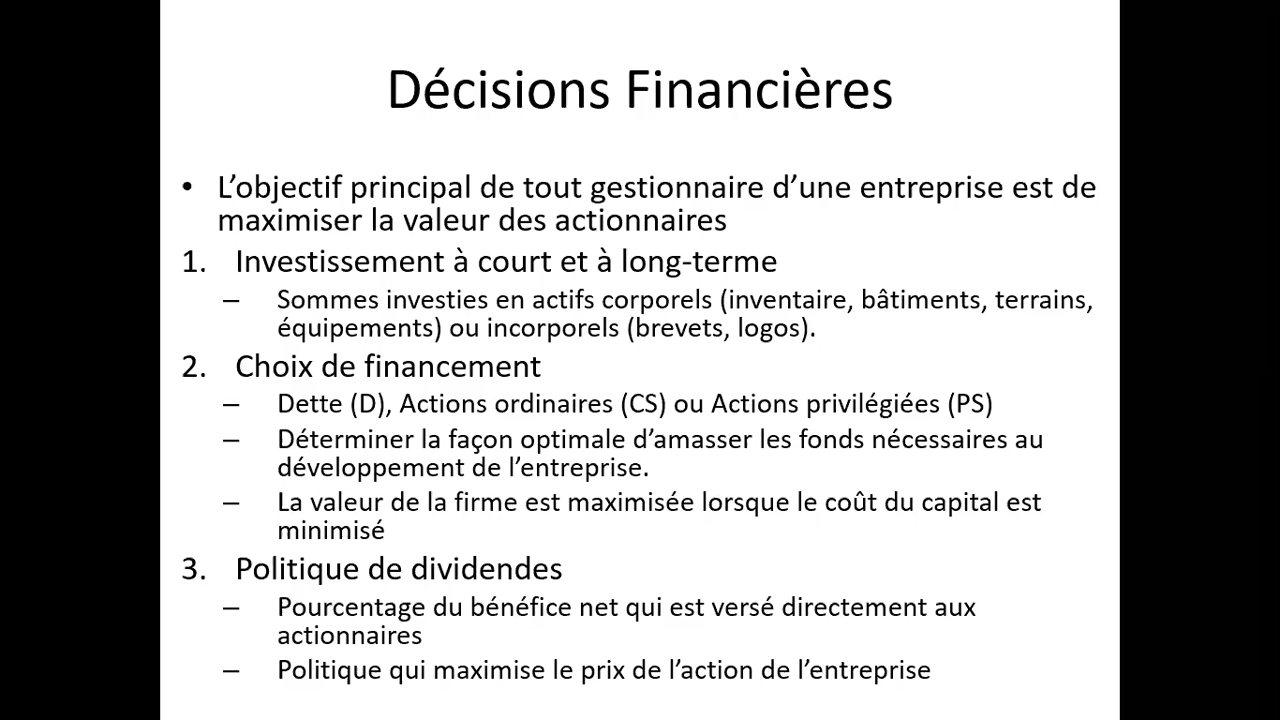 Décisions Financières
• L’objectif principal de tout gestionnaire d’une entreprise est de
maximiser la valeur des actionnaires
1. Investissement à court et à long-terme
– Sommes investies en actifs corporels (inventaire, bâtiments, terrains,
équipements) ou incorporels (brevets, logos).
2. Choix de financement
– Dette (D), Actions ordinaires (CS) ou Actions privilégiées (PS)
– Déterminer la façon optimale d’amasser les fonds nécessaires au
développement de l’entreprise.
– La valeur de la firme est maximisée lorsque le coût du capital est
minimisé
3. Politique de dividendes
– Pourcentage du bénéfice net qui est versé directement aux
actionnaires
– Politique qui maximise le prix de l’action de l’entreprise